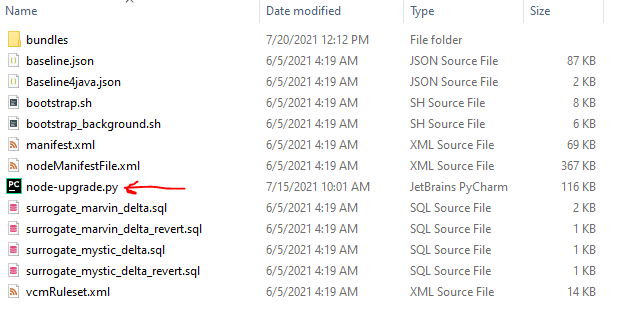 Name Date modified Type Size
bundles 7/20/2021 12:12 PM File folder
baseline.json 6/5/2021 4:19 AM JSON Source File 87 KB
Baseline4java.json 6/5/2021 4:19 AM JSON Source File 2 KB
bootstrap.sh 6/5/2021 4:19 AM SH Source File 8 KB
bootstrap_background.sh 6/5/2021 4:19 AM SH Source File 6 KB
manifest.xml 6/5/2021 4:19 AM XML Source File 69 KB
nodeManifestFile.xml 6/5/2021 4:19 AM XML Source File 367 KB
PC node-upgrade.py 7/15/2021 10:01 AM JetBrains PyCharm 116 KB
surrogate_marvin_delta.sql 6/5/2021 4:19 AM SQL Source File 2 KB
surrogate_marvin_delta_revert.sql 6/5/2021 4:19 AM SQL Source File 1 KB
surrogate_mystic_delta.sql 6/5/2021 4:19 AM SQL Source File 1 KB
surrogate_mystic_delta_revert.sql 6/5/2021 4:19 AM SQL Source File 1 KB
vcmRuleset.xml 6/5/2021 4:19 AM XML Source File 14 KB